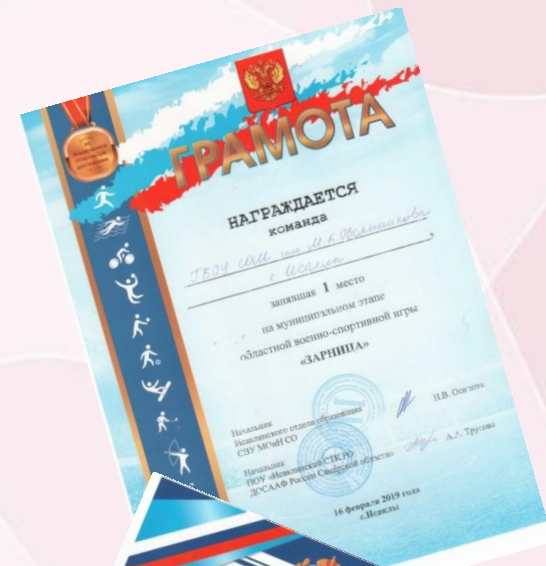 ГРАМОТА
НАГРАЖДАЕТСЯ
команда
ГБОУ СОШ им М К Овсянникова
с Исаклы
занявшая 1 место
на муниципальном этапе
областной военно-спортивной игры
«ЗАРНИЦА»
Начальник
Исаклинского отдела образования
СЗУ МОиН СО
Н.В. Осипова
Начальник
ПОУ «Исаклинский СТК РО
ДОСААФ России Самарской области»
Трусова
16 февраля 2019 года
с.Исаклы